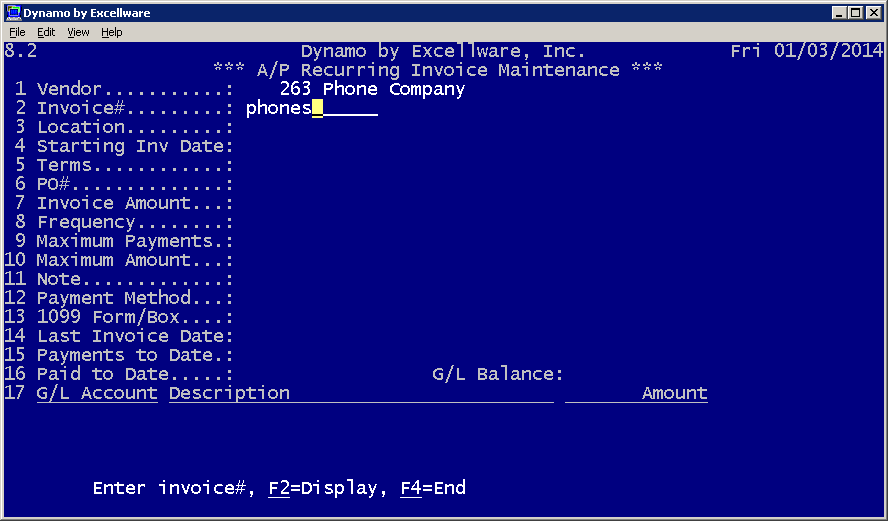 Dynamo by Excellware
File Edit View Help
8.2 Dynamo by Excellware, Inc. Fri 01/03/2014
*** A/P Recurring Invoice Maintenance ***
1 Vendor...........: 263 Phone Company
2 Invoice#.........: phones______
3 Location.........:
4 Starting Inv Date:
5 Terms............:
6 PO#..............:
7 Invoice Amount...:
8 Frequency........:
9 Maximum Payments.:
10 Maximum Amount...:
11 Note.............:
12 Payment Method...:
13 1099 Form/Box....:
14 Last Invoice Date:
15 Payments to Date.:
16 Paid to Date.....: G/L Balance:
17 G/L Account Description Amount
Enter invoice#, F2=Display, F4=End